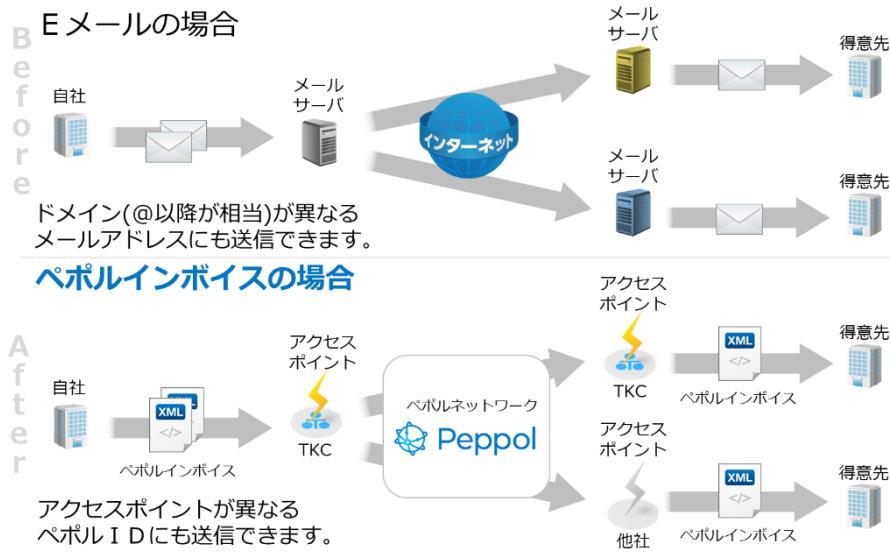 Before
Eメールの場合
自社
メール
サーバ
インターネット
メール
サーバ
得意先
メール
サーバ
得意先
ドメイン(@以降が相当)が異なる
メールアドレスにも送信できます。
After
ペポルインボイスの場合
自社
XML
</>
ペポルインボイス
アクセス
ポイント
TKC
ペポルネットワーク
Peppol
アクセス
ポイント
TKC
XML
</>
ペポルインボイス
得意先
アクセス
ポイント
他社
XML
</>
ペポルインボイス
得意先
アクセスポイントが異なる
ペポルIDにも送信できます。